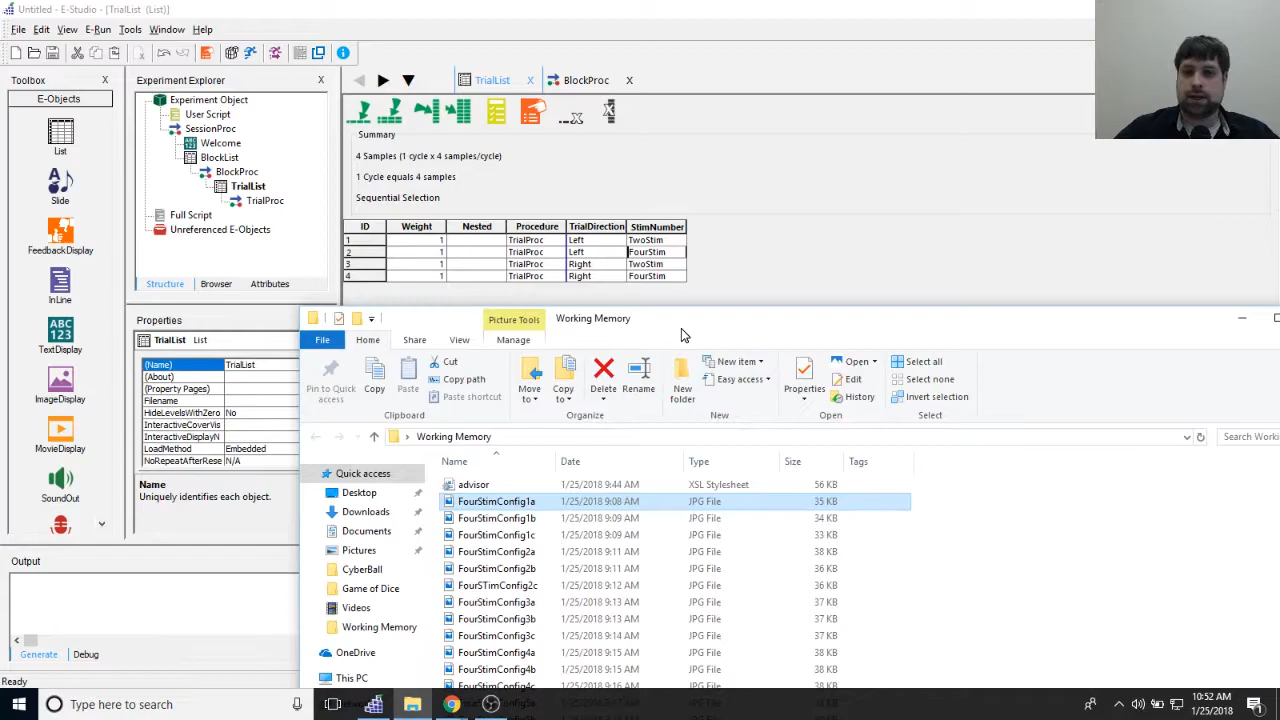 Untitled - E-Studio - [TrialList (List)]
File Edit View E-Run Tools Window Help
Toolbox X
E-Objects
List
Slide
FeedbackDisplay
InLine
TextDisplay
ImageDisplay
MovieDisplay
SoundOut
Experiment Explorer X
Experiment Object
User Script
SessionProc
Welcome
BlockList
BlockProc
TrialList
TrialProc
Full Script
Unreferenced E-Objects
Structure Browser Attributes
Properties
TrialList List
(Name) TrialList
(About)
(Property Pages)
Filename
HideLevelsWithZero No
InteractiveCoverVis
InteractiveDisplayN
LoadMethod Embedded
NoRepeatAfterRese N/A
Name
Uniquely identifies each object.
Output
Generate Debug
Ready
TrialList X BlockProc X
Summary
4 Samples (1 cycle x 4 samples/cycle)
1 Cycle equals 4 samples
Sequential Selection
ID Weight Nested Procedure TrialDirection StimNumber
1 1 TrialProc Left TwoStim
2 1 TrialProc Left FourStim
3 1 TrialProc Right TwoStim
4 1 TrialProc Right FourStim
Picture Tools Working Memory
File Home Share View Manage
Pin to Quick access
Copy
Paste
Cut
Copy path
Paste shortcut
Clipboard
Move to
Copy to
Delete
Rename
Organize
New folder
New item
Easy access
New
Properties
Open
Edit
History
Open
Select all
Select none
Invert selection
Select
Working Memory Search Worki
Quick access
Desktop
Downloads
Documents
Pictures
CyberBall
Game of Dice
Videos
Working Memory
OneDrive
This PC
Name Date Type Size Tags
advisor 1/25/2018 9:44 AM XSL Stylesheet 56 KB
FourStimConfig1a 1/25/2018 9:08 AM JPG File 35 KB
FourStimConfig1b 1/25/2018 9:09 AM JPG File 34 KB
FourStimConfig1c 1/25/2018 9:09 AM JPG File 33 KB
FourStimConfig2a 1/25/2018 9:11 AM JPG File 38 KB
FourStimConfig2b 1/25/2018 9:11 AM JPG File 36 KB
FourSTimConfig2c 1/25/2018 9:12 AM JPG File 36 KB
FourStimConfig3a 1/25/2018 9:13 AM JPG File 37 KB
FourStimConfig3b 1/25/2018 9:13 AM JPG File 37 KB
FourStimConfig3c 1/25/2018 9:14 AM JPG File 36 KB
FourStimConfig4a 1/25/2018 9:15 AM JPG File 38 KB
FourStimConfig4b 1/25/2018 9:15 AM JPG File 38 KB
FourStimConfig4c 1/25/2018 9:16 AM JPG File 38 KB
Type here to search
10:52 AM
1/25/2018